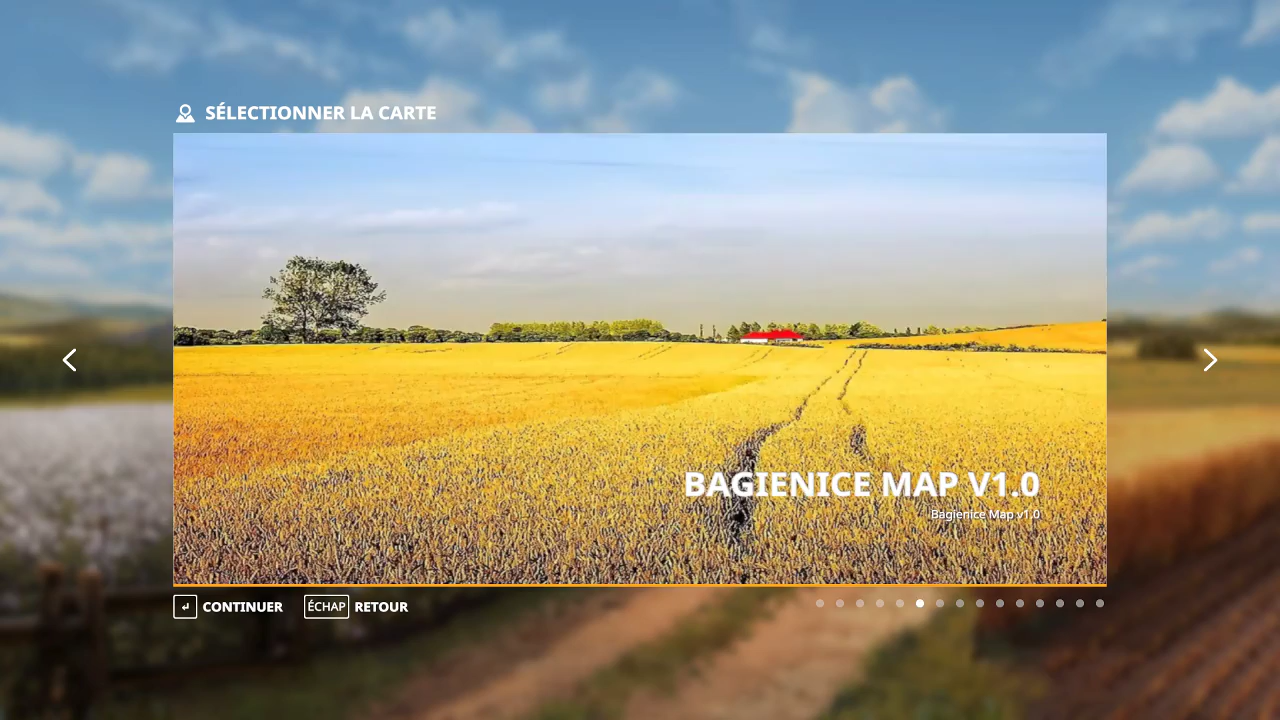 SÉLECTIONNER LA CARTE
BAGIENICE MAP V1.0
Bagienice Map v1.0
CONTINUER ÉCHAP RETOUR